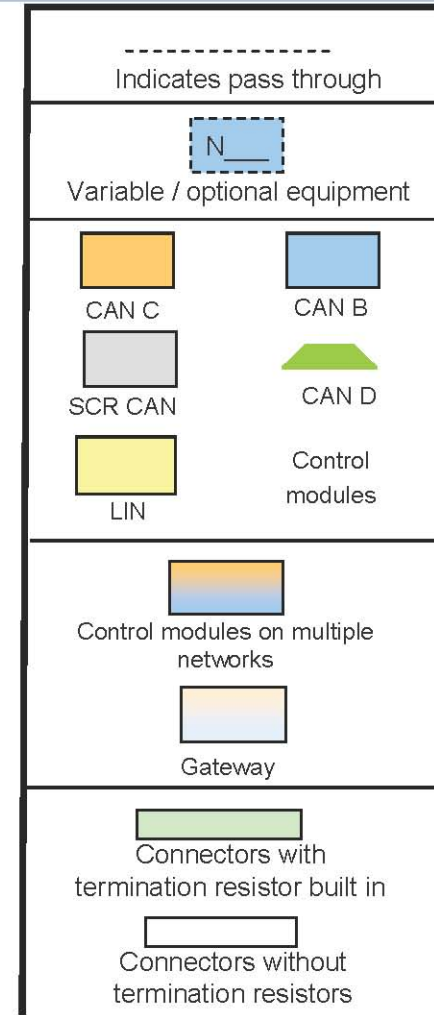 Indicates pass through
N___
Variable / optional equipment
CAN C
CAN B
SCR CAN
CAN D
LIN
Control
modules
Control modules on multiple
networks
Gateway
Connectors with
termination resistor built in
Connectors without
termination resistors